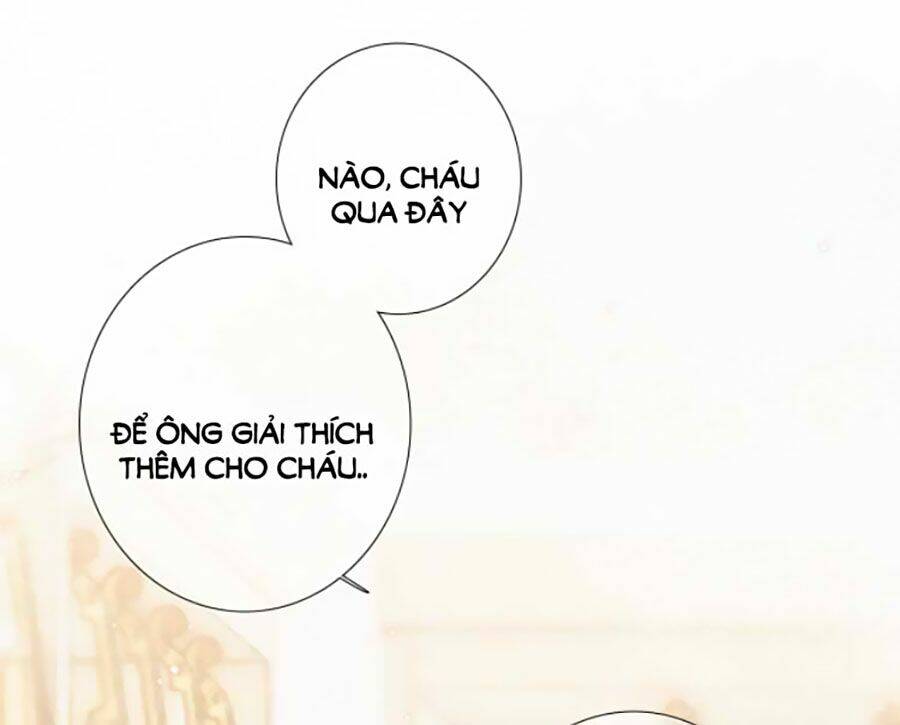 NÀO, CHÁU
QUA ĐÂY
ĐỂ ÔNG GIẢI THÍCH
THÊM CHO CHÁU..